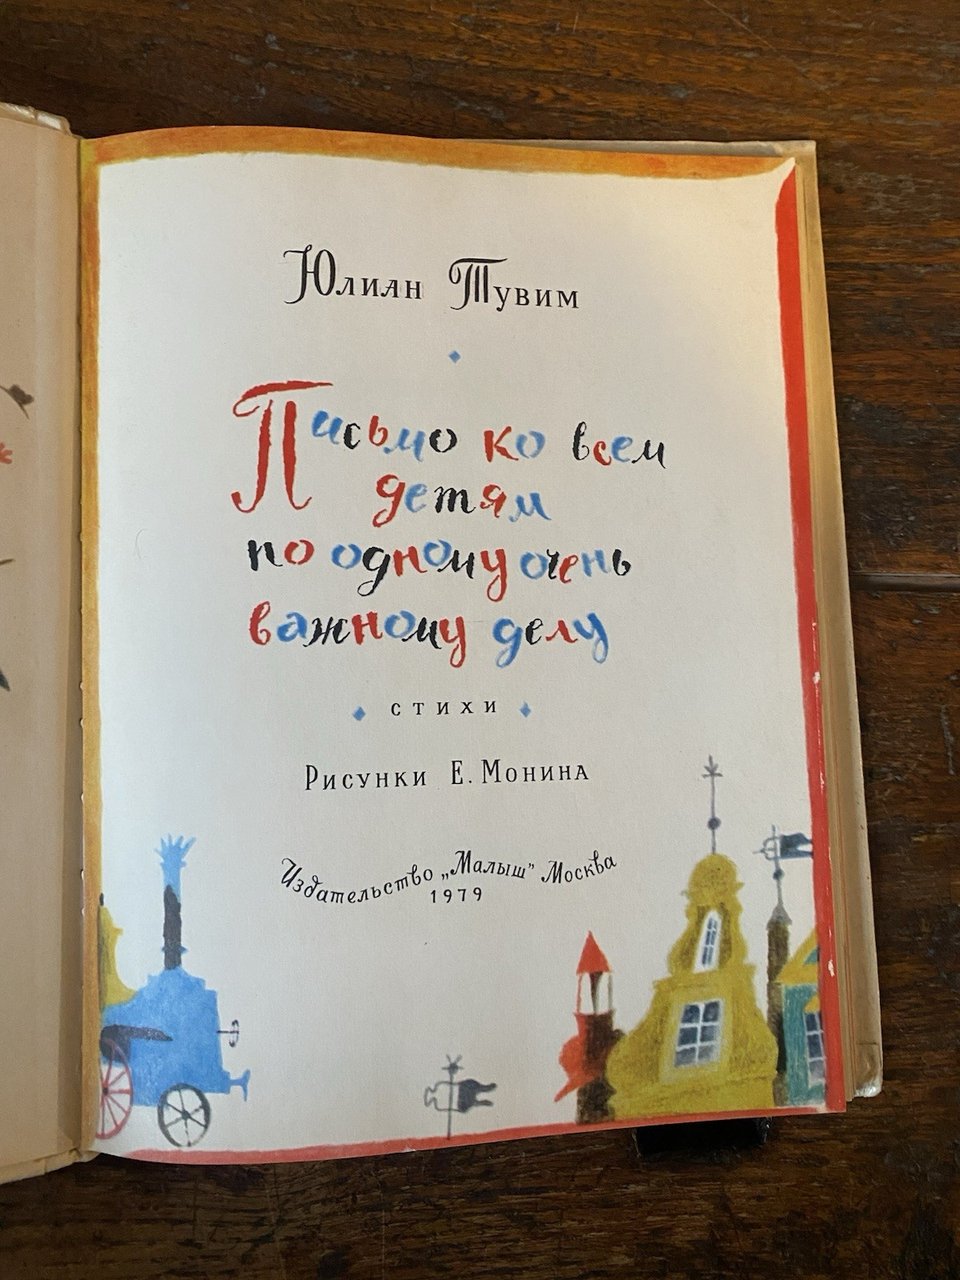 Юлиан Тувим
Письмо ко всем
детям
по одному очень
важному делу
стихи
Рисунки Е. Монина
Издательство „Малыш” Москва
1979